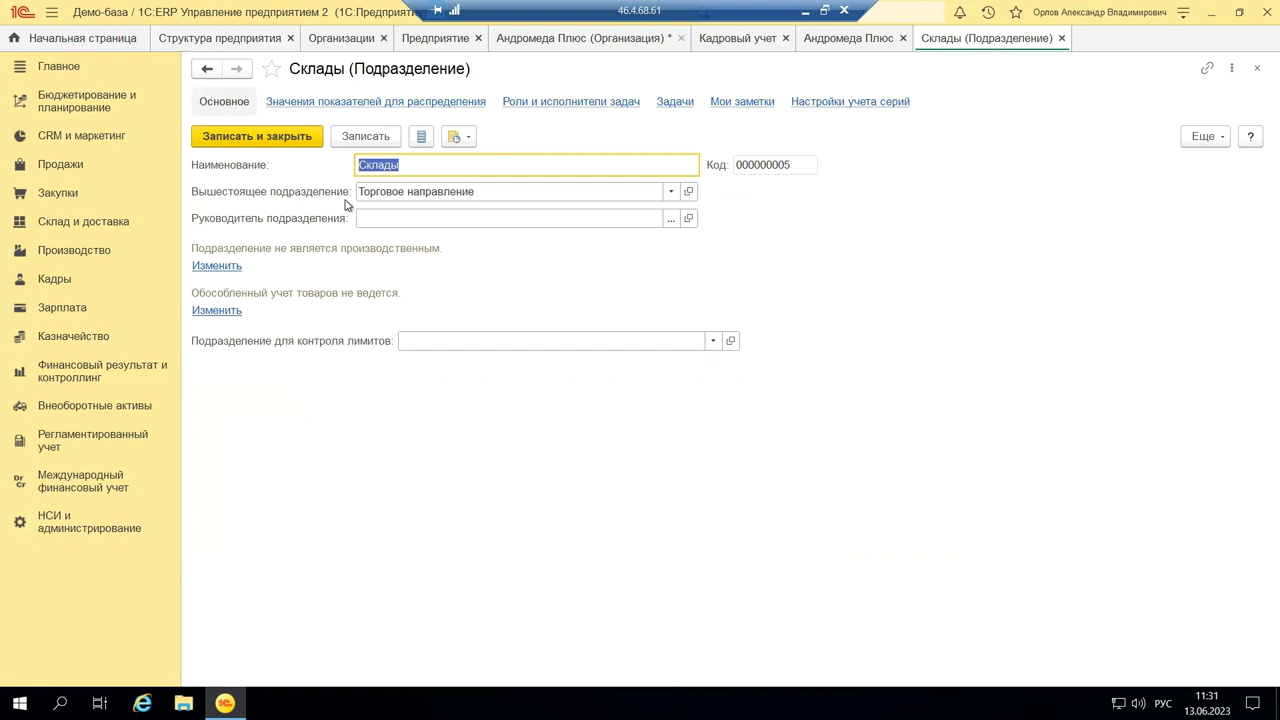 Демо-база / 1С:ERP Управление предприятием 2 (1С:Предприяти
46.4.68.61
Орлов Александр Владимирович
Начальная страница
Структура предприятия
Организации
Предприятие
Андромеда Плюс (Организация) *
Кадровый учет
Андромеда Плюс
Склады (Подразделение)
Главное
Бюджетирование и
планирование
CRM и маркетинг
Продажи
Закупки
Склад и доставка
Производство
Кадры
Зарплата
Казначейство
Финансовый результат и
контроллинг
Внеоборотные активы
Регламентированный
учет
Международный
финансовый учет
НСИ и
администрирование
Склады (Подразделение)
Основное
Значения показателей для распределения
Роли и исполнители задач
Задачи
Мои заметки
Настройки учета серий
Записать и закрыть
Записать
Еще
?
Наименование: Склады
Код: 000000005
Вышестоящее подразделение: Торговое направление
Руководитель подразделения:
...
Подразделение не является производственным.
Изменить
Обособленный учет товаров не ведется.
Изменить
Подразделение для контроля лимитов:
РУС
11:31
13.06.2023